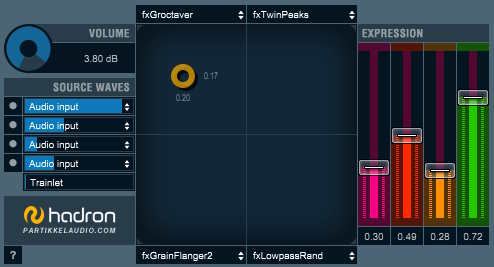 VOLUME
3.80 dB
SOURCE WAVES
Audio input
Audio input
Audio input
Audio input
Trainlet
hadron
PARTIKKELAUDIO.COM
?
fxGroctaver
fxTwinPeaks
0.17
0.20
fxGrainFlanger2
fxLowpassRand
EXPRESSION
0.30 0.49 0.28 0.72